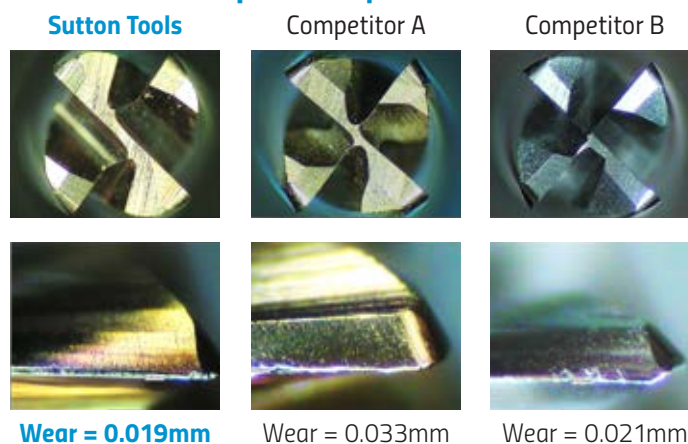 Sutton Tools
Competitor A
Competitor B
Wear = 0.019mm
Wear = 0.033mm
Wear = 0.021mm